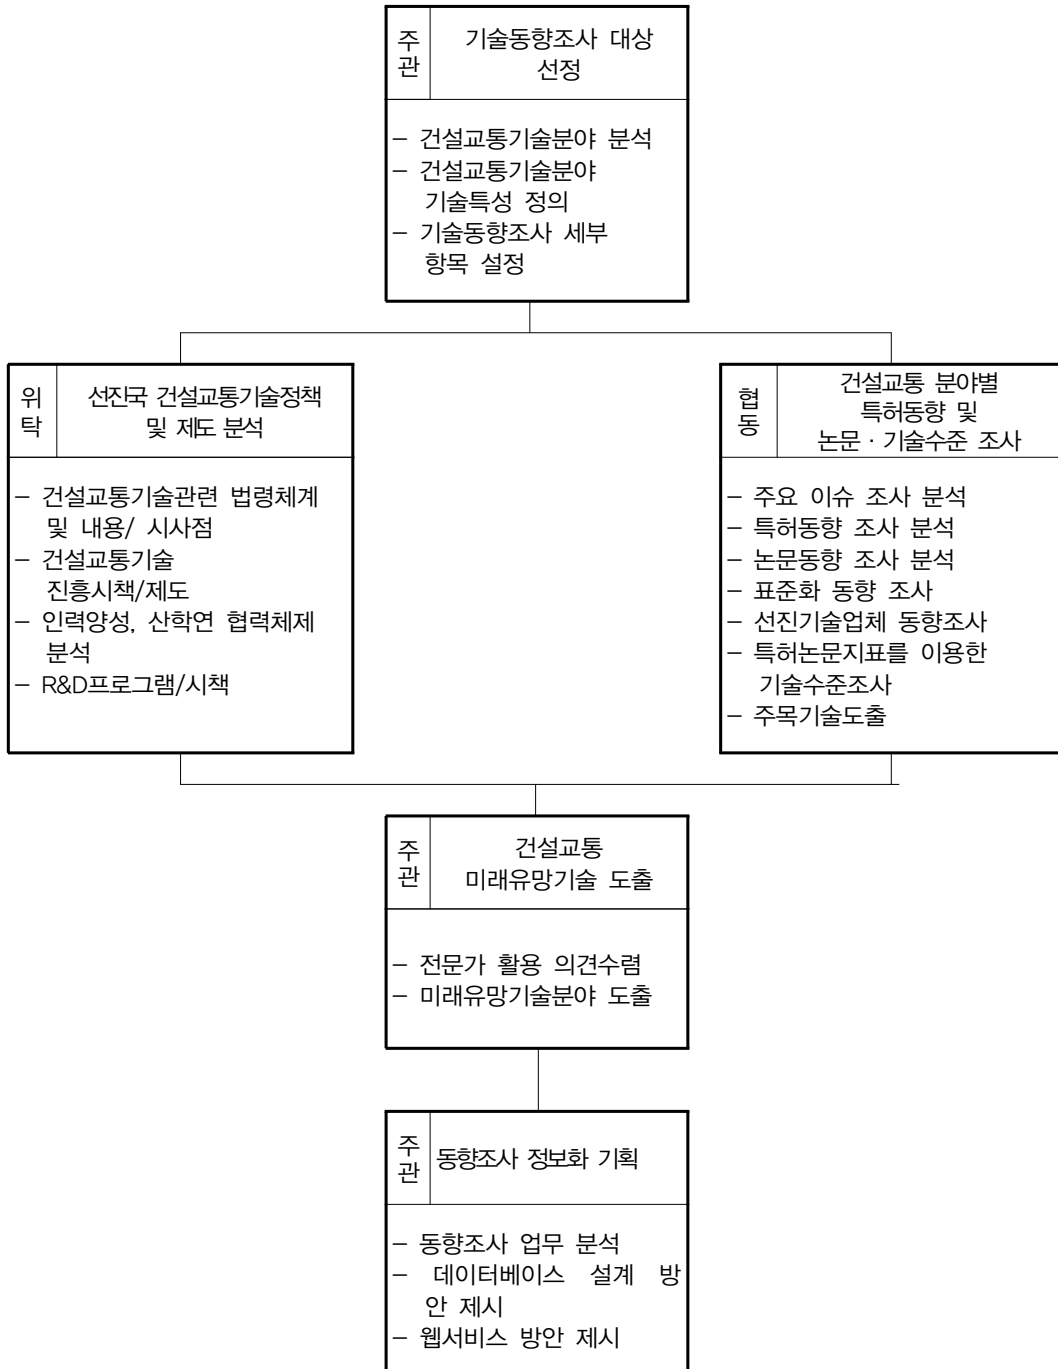 주관
기술동향조사 대상
선정
– 건설교통기술분야 분석
– 건설교통기술분야
기술특성 정의
– 기술동향조사 세부
항목 설정
위탁
선진국 건설교통기술정책
및 제도 분석
– 건설교통기술관련 법령체계
및 내용/ 시사점
– 건설교통기술
진흥시책/제도
– 인력양성, 산학연 협력체제
분석
– R&D프로그램/시책
협동
건설교통 분야별
특허동향 및
논문 · 기술수준 조사
– 주요 이슈 조사 분석
– 특허동향 조사 분석
– 논문동향 조사 분석
– 표준화 동향 조사
– 선진기술업체 동향조사
– 특허논문지표를 이용한
기술수준조사
– 주목기술도출
주관
건설교통
미래유망기술 도출
– 전문가 활용 의견수렴
– 미래유망기술분야 도출
주관
동향조사 정보화 기획
– 동향조사 업무 분석
– 데이터베이스 설계 방
안 제시
– 웹서비스 방안 제시